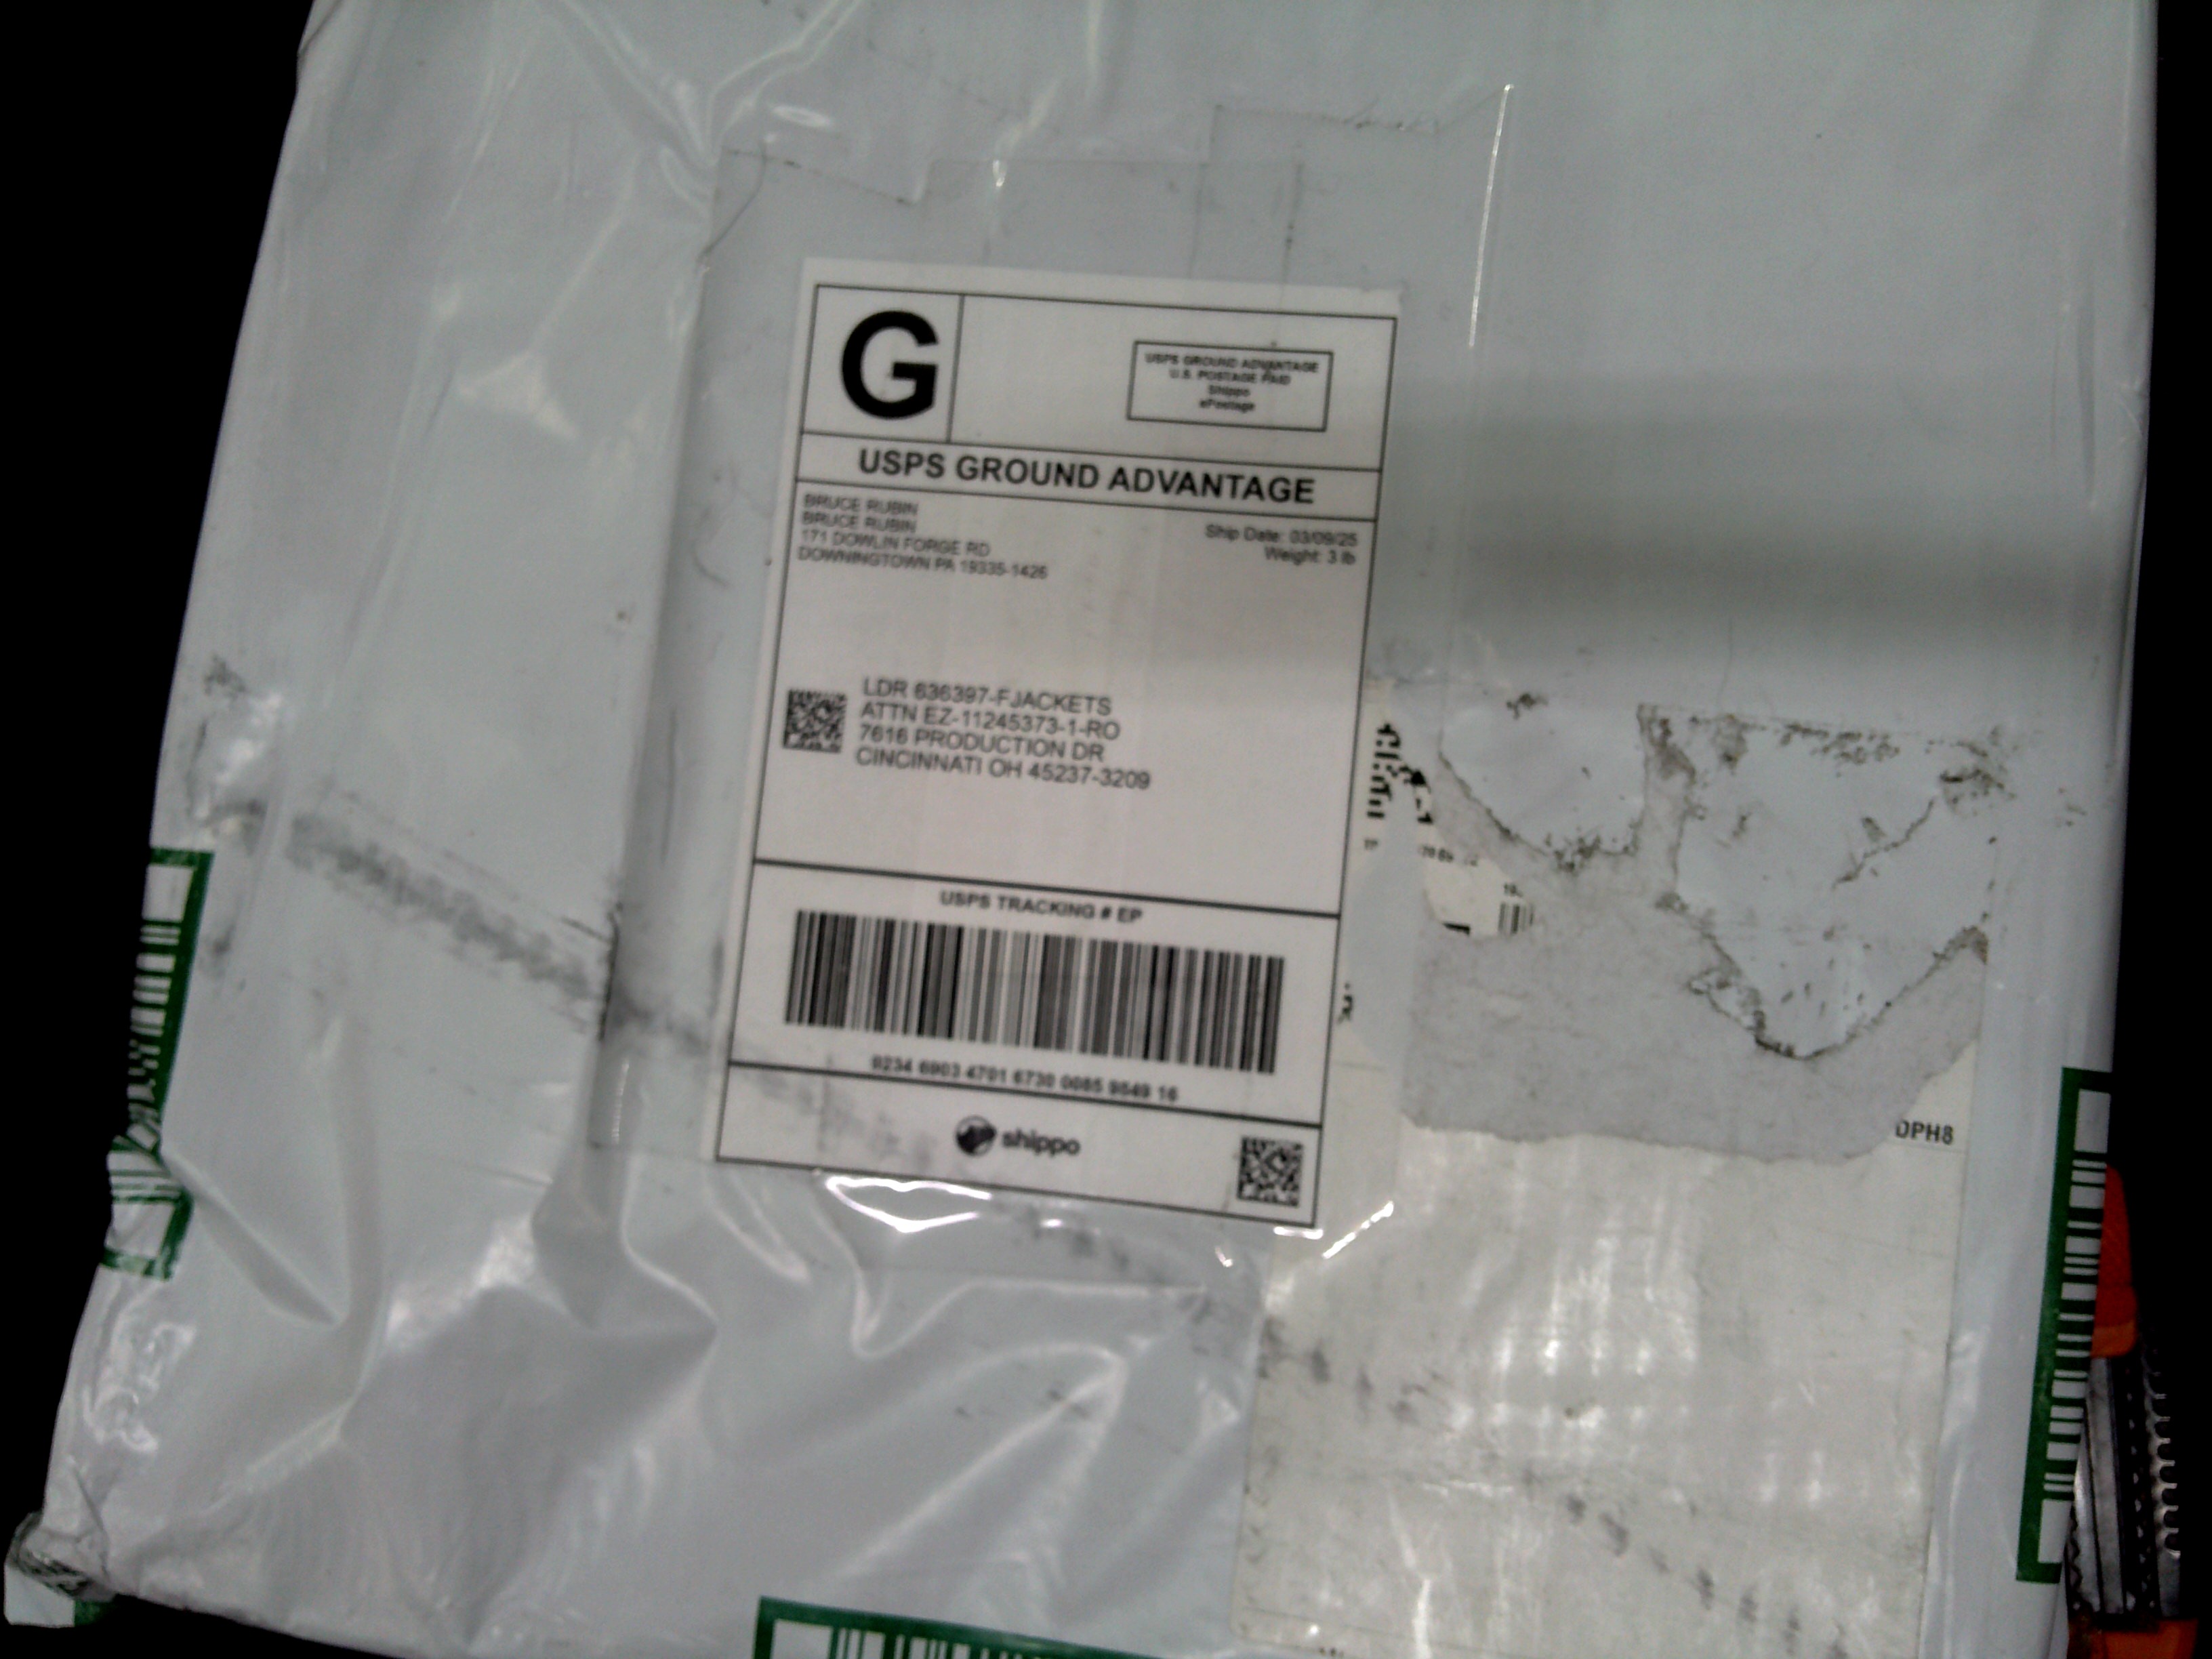 G
USPS GROUND ADVANTAGE
U.S. POSTAGE PAID
Shippo
ePostage
USPS GROUND ADVANTAGE
BRUCE RUBIN
BRUCE RUBIN
171 DOWLIN FORGE RD
DOWNINGTOWN PA 19335-1426
Ship Date: 03/09/25
Weight: 3 lb
LDR 636397-FJACKETS
ATTN EZ-11245373-1-RO
7616 PRODUCTION DR
CINCINNATI OH 45237-3209
USPS TRACKING # EP
9234 6903 4701 6730 0085 9849 16
shippo
DPH8